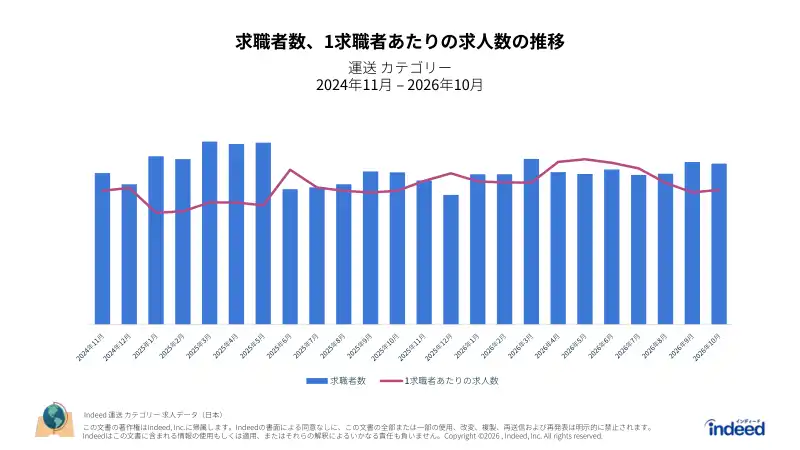 求職者数、1求職者あたりの求人数の推移
運送 カテゴリー
2024年11月 – 2026年10月
2024年11月
2024年12月
2025年1月
2025年2月
2025年3月
2025年4月
2025年5月
2025年6月
2025年7月
2025年8月
2025年9月
2025年10月
2025年11月
2025年12月
2026年1月
2026年2月
2026年3月
2026年4月
2026年5月
2026年6月
2026年7月
2026年8月
2026年9月
2026年10月
求職者数
1求職者あたりの求人数
Indeed 運送 カテゴリー 求人データ（日本）
この文書の著作権はIndeed, Inc.に帰属します。Indeedの書面による同意なしに、この文書の全部または一部の使用、改変、複製、再送信および再発表は明示的に禁止されます。
Indeedはこの文書に含まれる情報の使用もしくは適用、またはそれらの解釈によるいかなる責任も負いません。Copyright ©2026 , Indeed, Inc. All rights reserved.
インディード
indeed